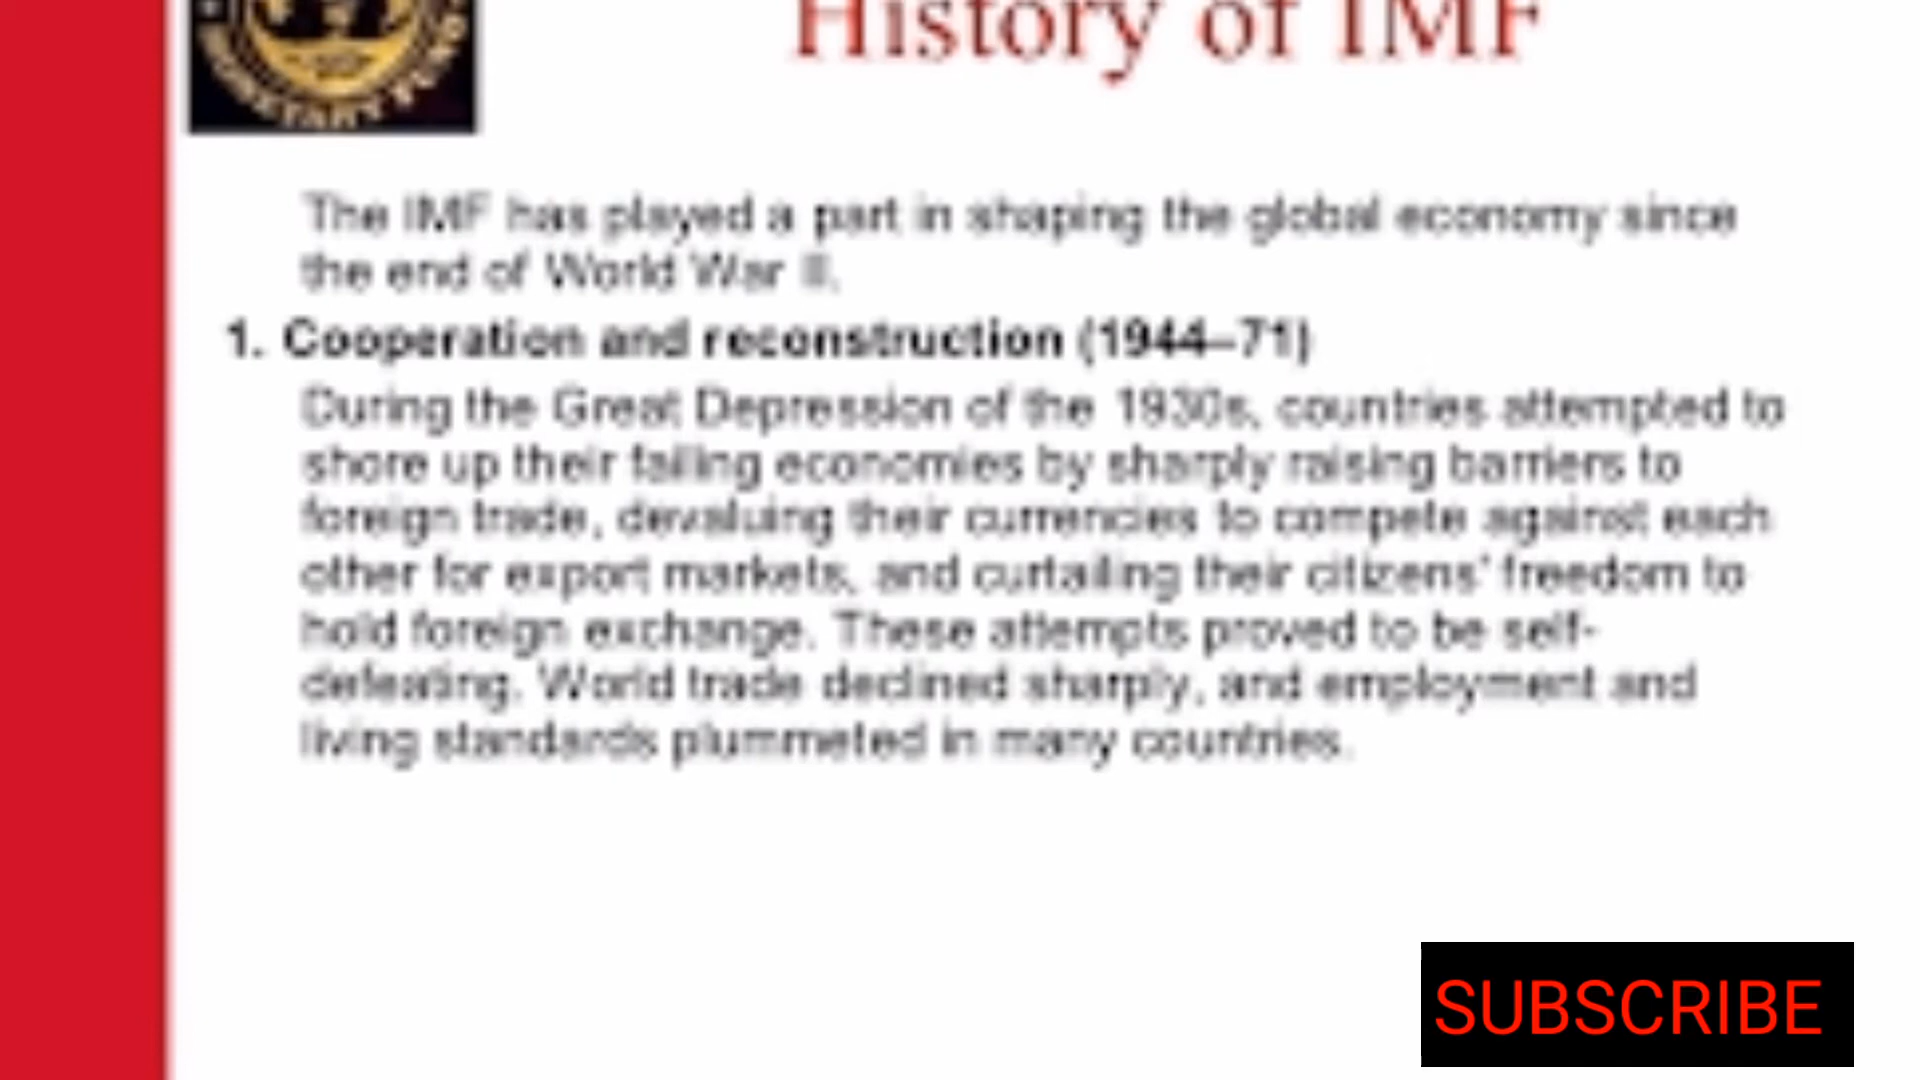 History of IMF
MONETARY FUND
The IMF has played a part in shaping the global economy since
the end of World War II.
1. Cooperation and reconstruction (1944–71)
During the Great Depression of the 1930s, countries attempted to
shore up their failing economies by sharply raising barriers to
foreign trade, devaluing their currencies to compete against each
other for export markets, and curtailing their citizens' freedom to
hold foreign exchange. These attempts proved to be self-
defeating. World trade declined sharply, and employment and
living standards plummeted in many countries.
SUBSCRIBE